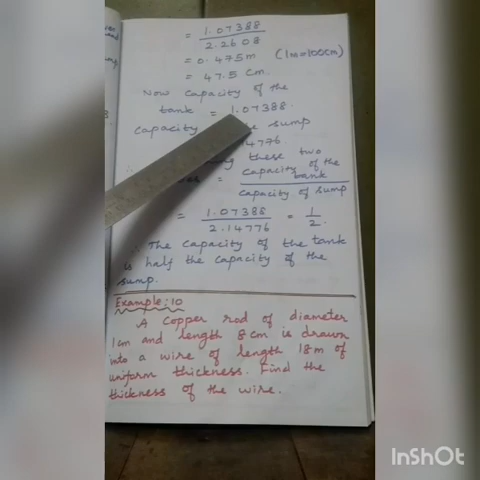 = 1.07388
2.2608
= 0.475m (1m=100cm)
= 47.5 cm.
Now capacity of the
tank = 1.07388.
capacity sump
4776.
these two
= capacity of the tank
capacity of sump
= 1.07388 = 1
2.14776 2.
The capacity of the tank
is half the capacity of the
sump.
Example:10
A copper rod of diameter
1cm and length 8cm is drawn
into a wire of length 18m of
uniform thickness. Find the
thickness of the wire.
InShOt